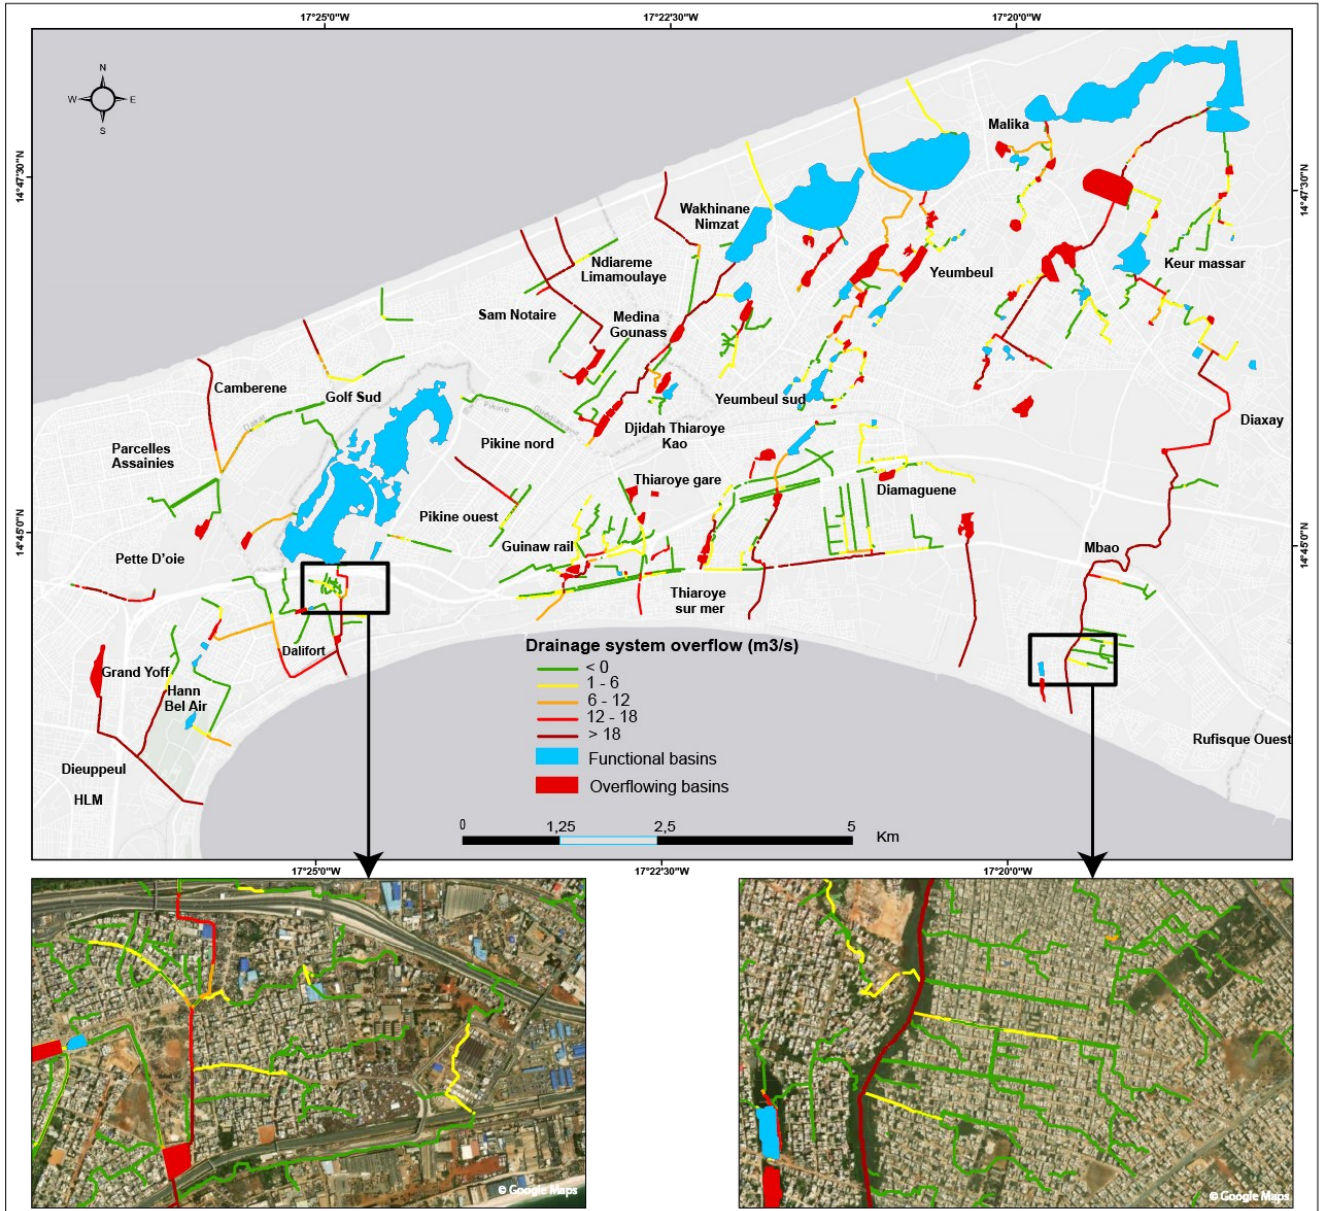 17°25'0"W
17°22'30"W
17°20'0"W
N
W
E
S
14°47'30"N
14°47'30"N
Malika
Wakhinane
Nimzat
Ndiareme
Limamoulaye
Yeumbeul
Keur massar
Sam Notaire
Medina
Gounass
Camberene
Golf Sud
Yeumbeul sud
Pikine
Diaxay
Djidah Thiaroye
Kao
Pikine nord
Parcelles
Assainies
Thiaroye gare
Diamaguene
Pikine ouest
14°45'0"N
14°45'0"N
Guinaw rail
Mbao
Pette D'oie
Thiaroye
sur mer
Drainage system overflow (m3/s)
< 0
1 - 6
6 - 12
12 - 18
> 18
Functional basins
Overflowing basins
Dalifort
Grand Yoff
Hann
Bel Air
Rufisque Ouest
Dieuppeul
HLM
0
1,25
2,5
5
Km
17°25'0"W
17°22'30"W
17°20'0"W
© Google Maps
© Google Maps